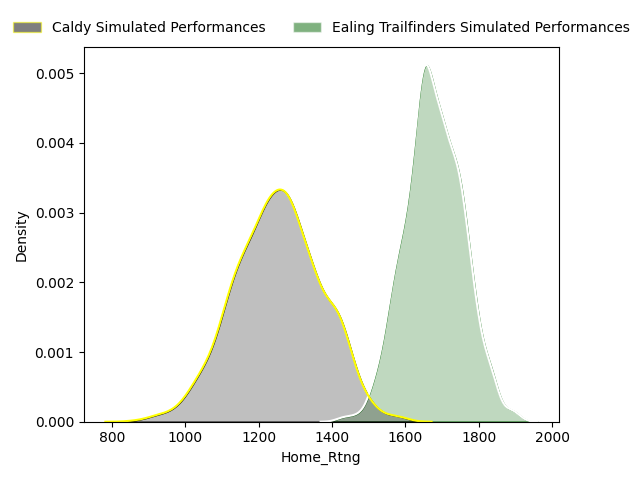 Caldy Simulated Performances
Ealing Trailfinders Simulated Performances
0.005
0.004
0.003
0.002
0.001
0.000
Density
800 1000 1200 1400 1600 1800 2000
Home_Rtng